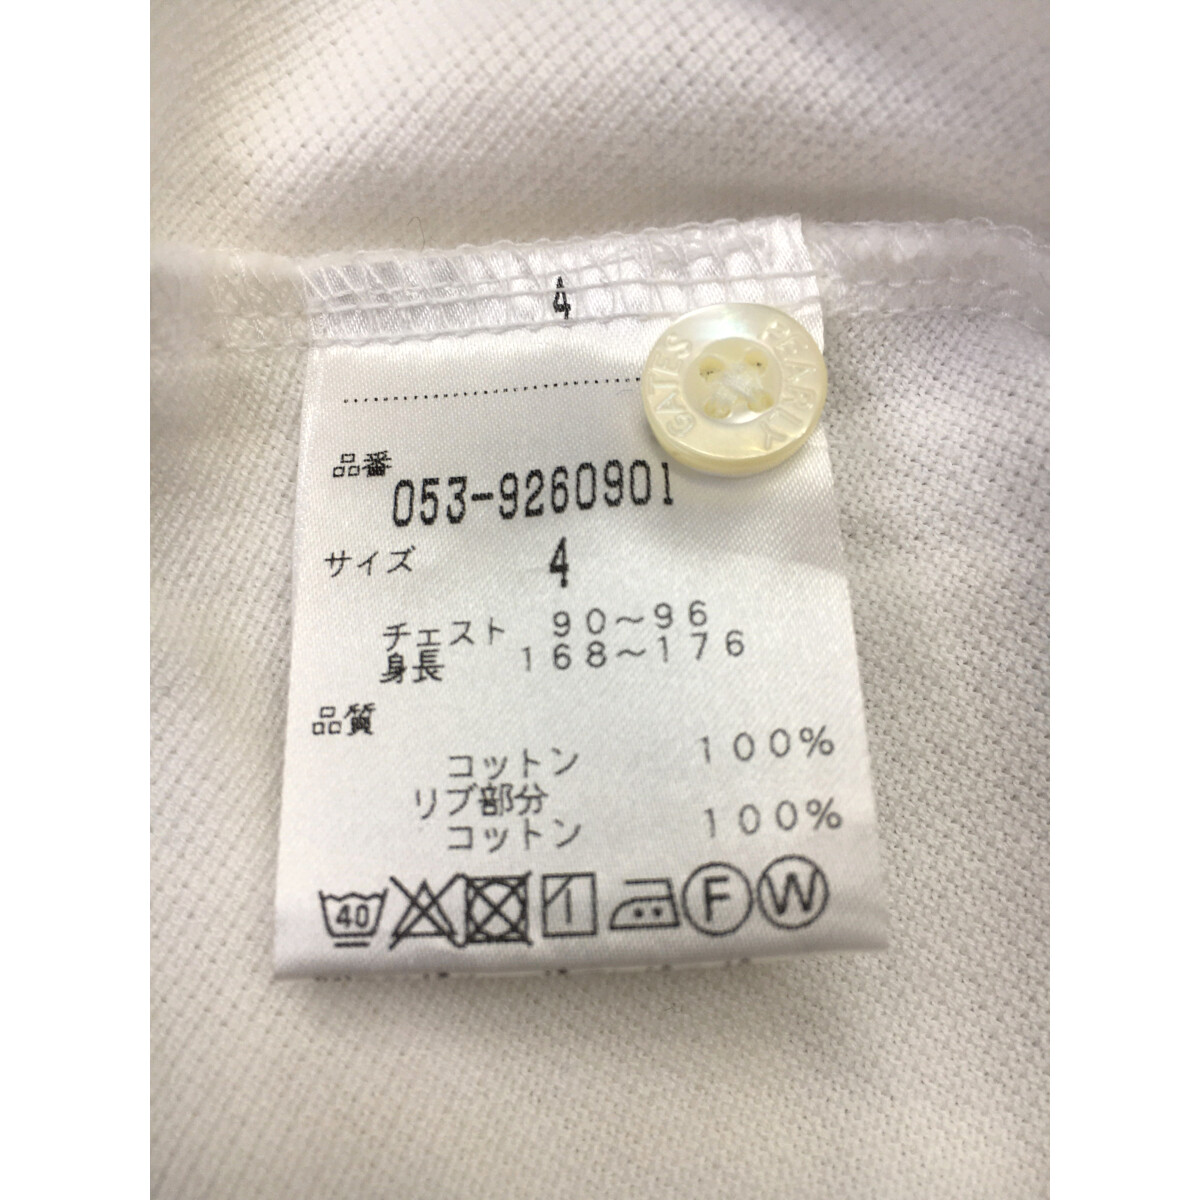 4
PEARLY GATES
品番
053-9260901
サイズ 4
チェスト 90～96
身長 168～176
品質
コットン 100%
リブ部分
コットン 100%
40 F W